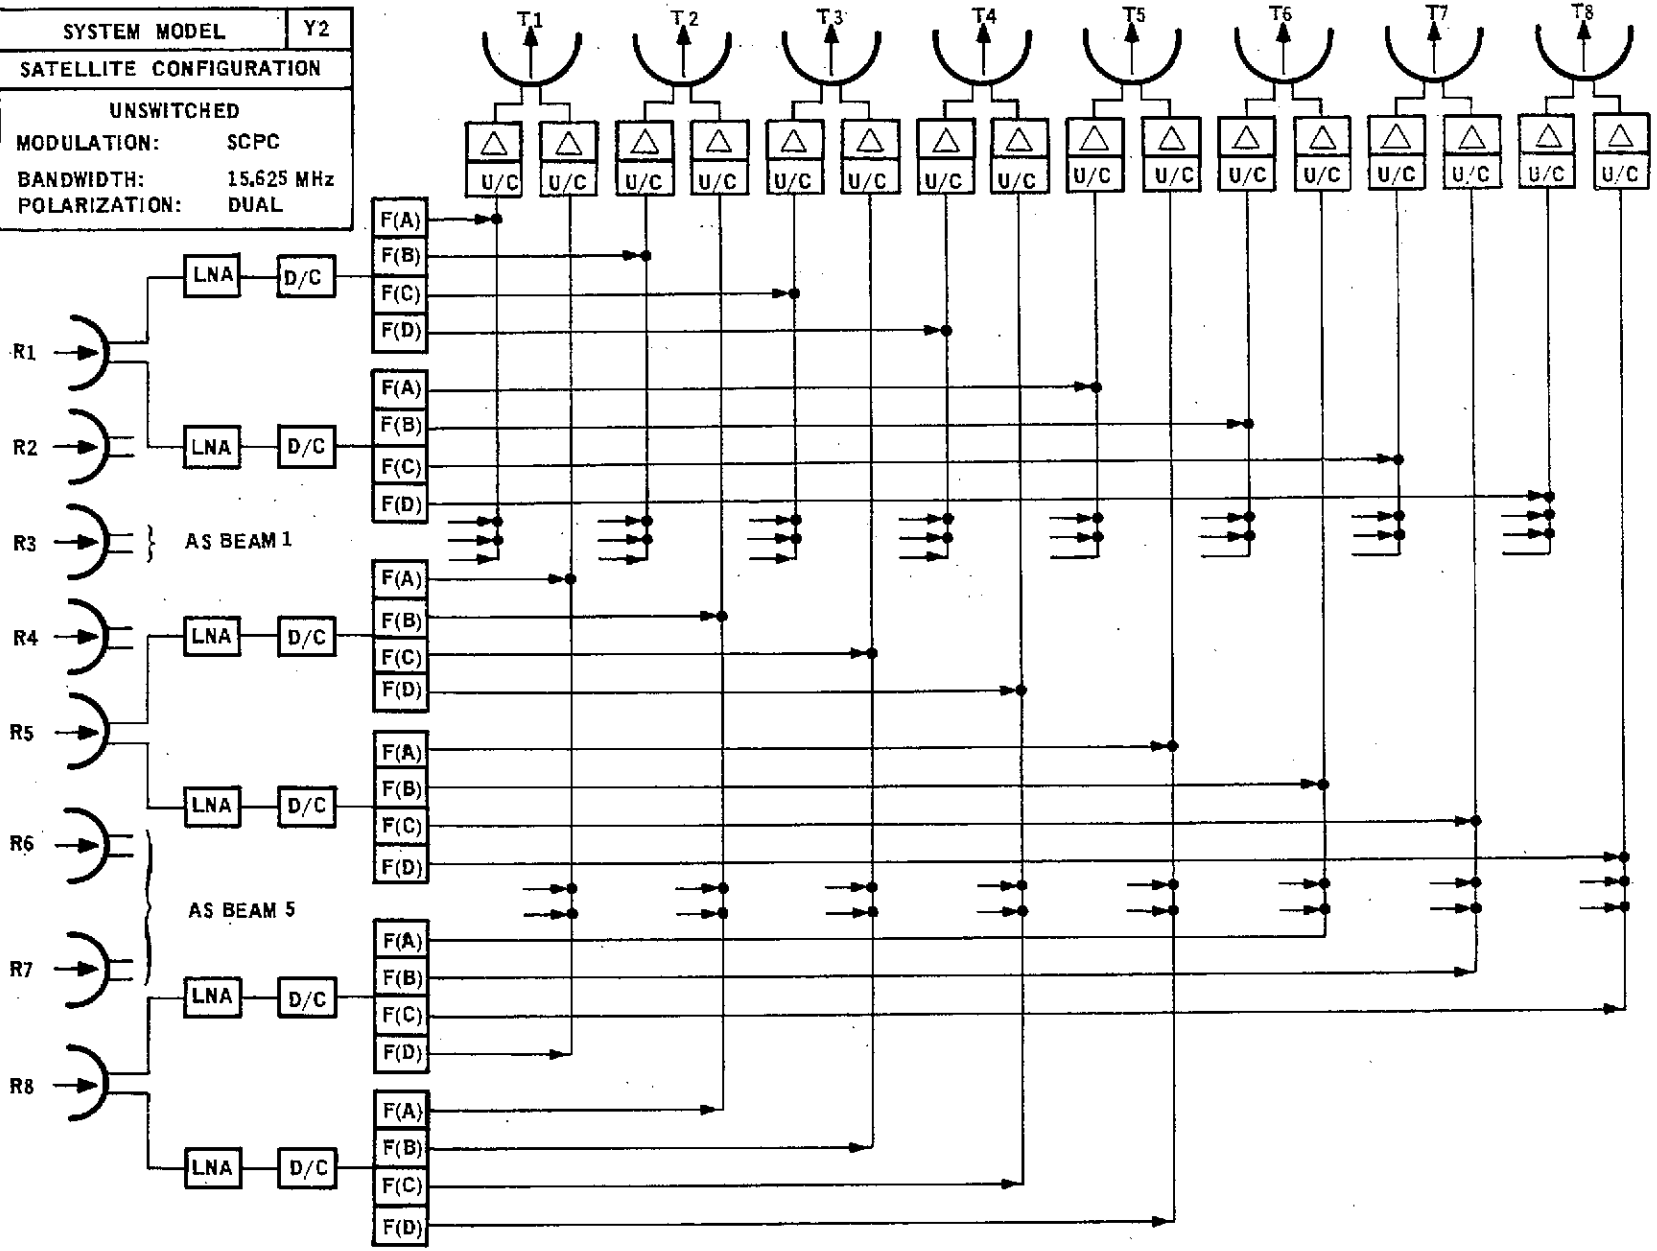 SYSTEM MODEL Y2
SATELLITE CONFIGURATION
UNSWITCHED
MODULATION: SCPC
BANDWIDTH: 15.625 MHz
POLARIZATION: DUAL
T1 T2 T3 T4 T5 T6 T7 T8
U/C U/C U/C U/C U/C U/C U/C U/C U/C U/C U/C U/C U/C U/C U/C U/C
F(A)
F(B)
LNA D/C
F(C)
F(D)
R1
F(A)
F(B)
R2 LNA D/C
F(C)
F(D)
R3 AS BEAM 1
F(A)
F(B)
R4 LNA D/C
F(C)
F(D)
R5
F(A)
F(B)
LNA D/C
F(C)
R6
F(D)
AS BEAM 5
F(A)
R7
F(B)
LNA D/C
F(C)
F(D)
R8
F(A)
F(B)
LNA D/C
F(C)
F(D)